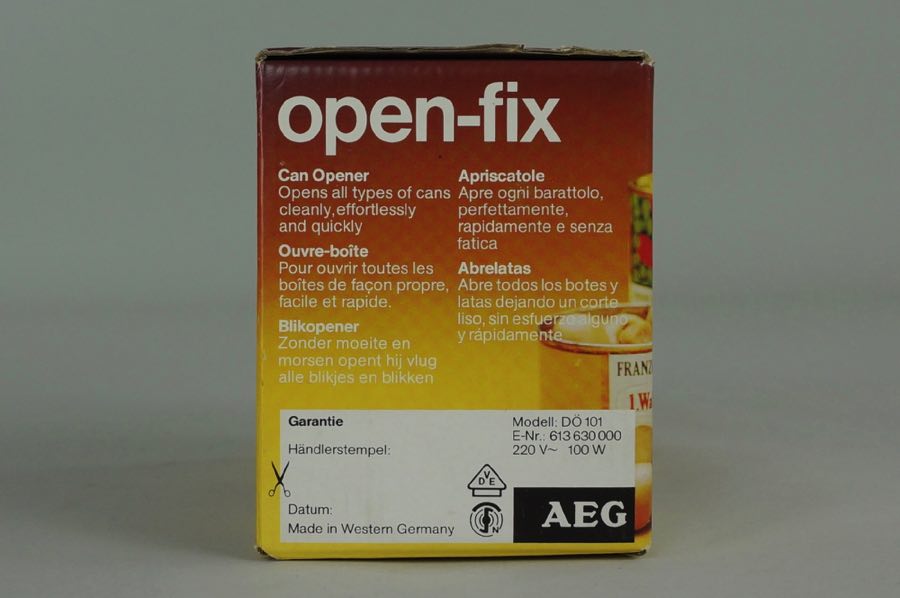 open-fix
Can Opener
Opens all types of cans
cleanly, effortlessly
and quickly
Ouvre-boîte
Pour ouvrir toutes les
boîtes de façon propre,
facile et rapide.
Blikopener
Zonder moeite en
morsen opent hij vlug
alle blikjes en blikken
Apriscatole
Apre ogni barattolo,
perfettamente,
rapidamente e senza
fatica
Abrelatas
Abre todos los botes y
latas dejando un corte
liso, sin esfuerzo alguno
y rápidamente
FRANZ
1.Wa
Garantie
Händlerstempel:
Datum:
Made in Western Germany
Modell: DÖ 101
E-Nr.: 613 630 000
220 V~ 100 W
VDE
N
AEG